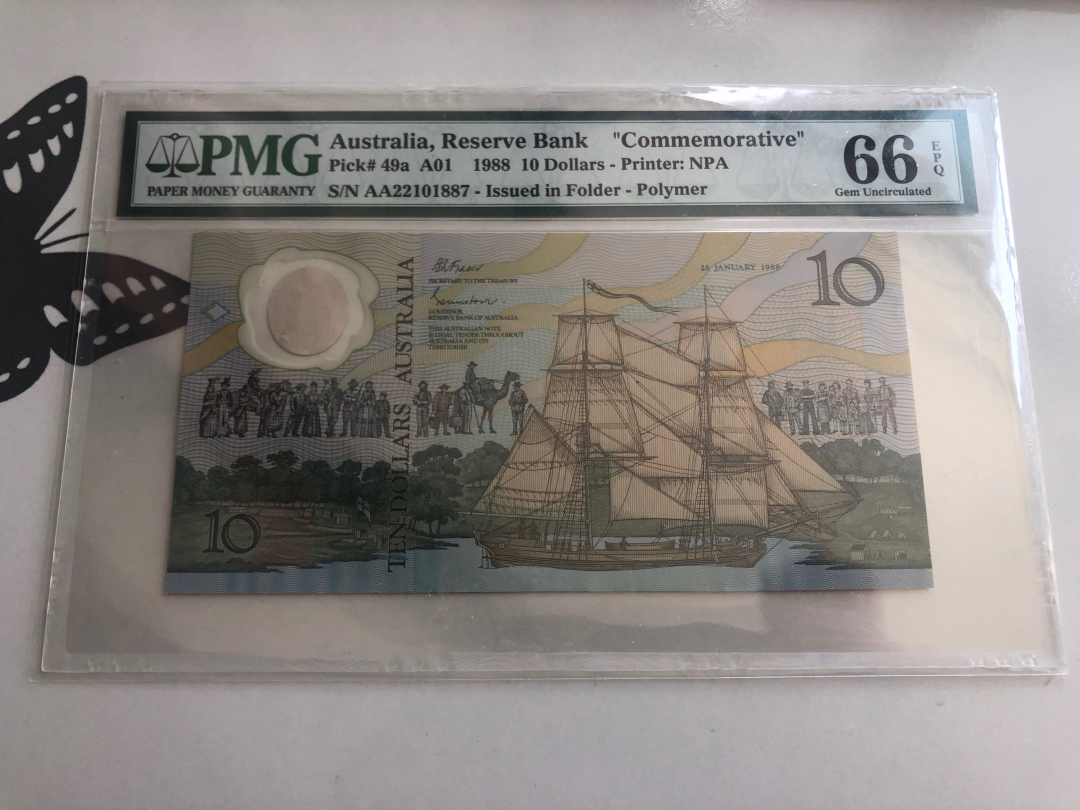 PMG
PAPER MONEY GUARANTY
Australia, Reserve Bank "Commemorative"
Pick# 49a A01 1988 10 Dollars - Printer: NPA
S/N AA22101887 - Issued in Folder - Polymer
66
EPQ
Gem Uncirculated
SECRETARY TO THE TREASURY
GOVERNOR
RESERVE BANK OF AUSTRALIA
THIS AUSTRALIAN NOTE
IS LEGAL TENDER THROUGHOUT
AUSTRALIA AND ITS
TERRITORIES
26 JANUARY 1988
10
TEN DOLLARS AUSTRALIA
10